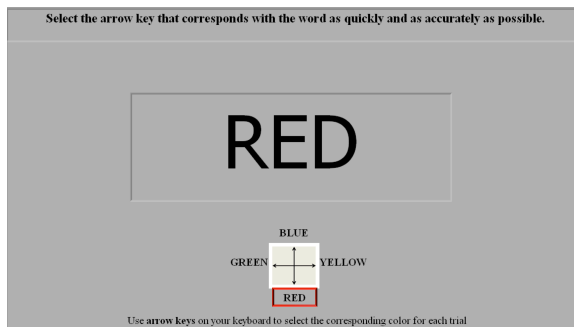 Select the arrow key that corresponds with the word as quickly and as accurately as possible.
RED
BLUE
GREEN YELLOW
RED
Use arrow keys on your keyboard to select the corresponding color for each trial